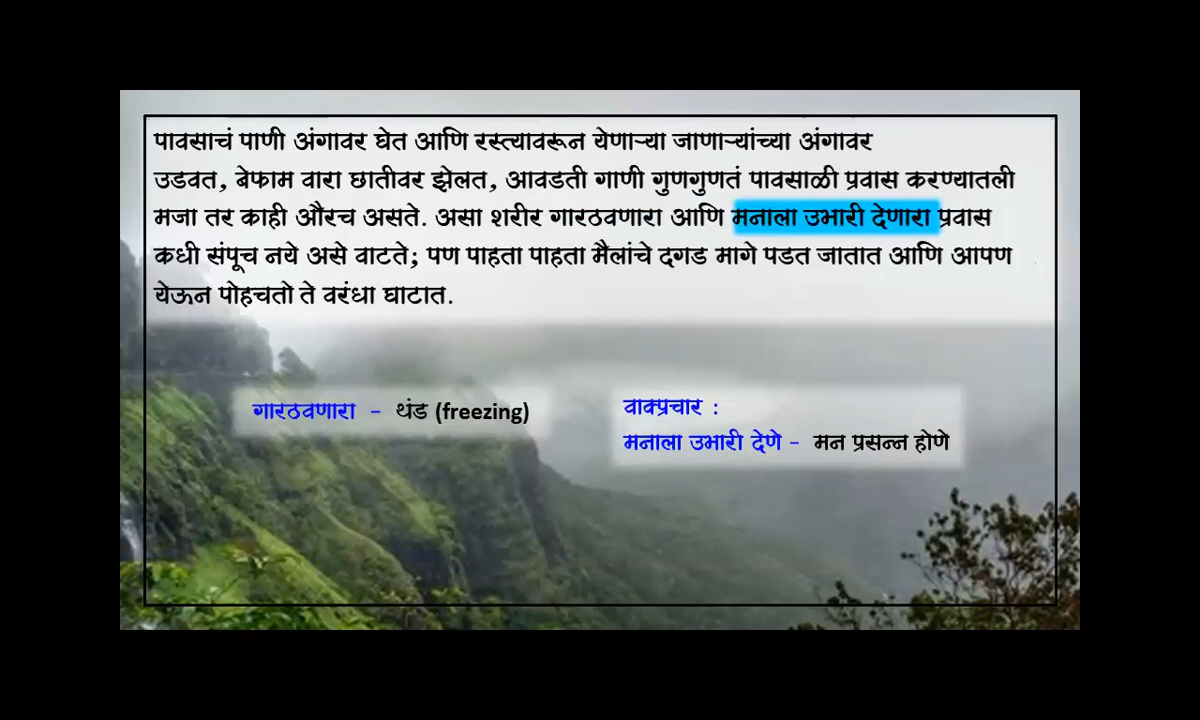 पावसाचं पाणी अंगावर घेत आणि रस्त्यावरून येणाऱ्या जाणाऱ्यांच्या अंगावर
उडवत, बेफाम वारा छातीवर झेलत, आवडती गाणी गुणगुणतं पावसाळी प्रवास करण्यातली
मजा तर काही औरच असते. असा शरीर गारठवणारा आणि मनाला उभारी देणारा प्रवास
कधी संपूच नये असे वाटते; पण पाहता पाहता मैलांचे दगड मागे पडत जातात आणि आपण
येऊन पोहचतो ते वरंधा घाटात.
गारठवणारा - थंड (freezing)
वाक्प्रचार :
मनाला उभारी देणे - मन प्रसन्न होणे